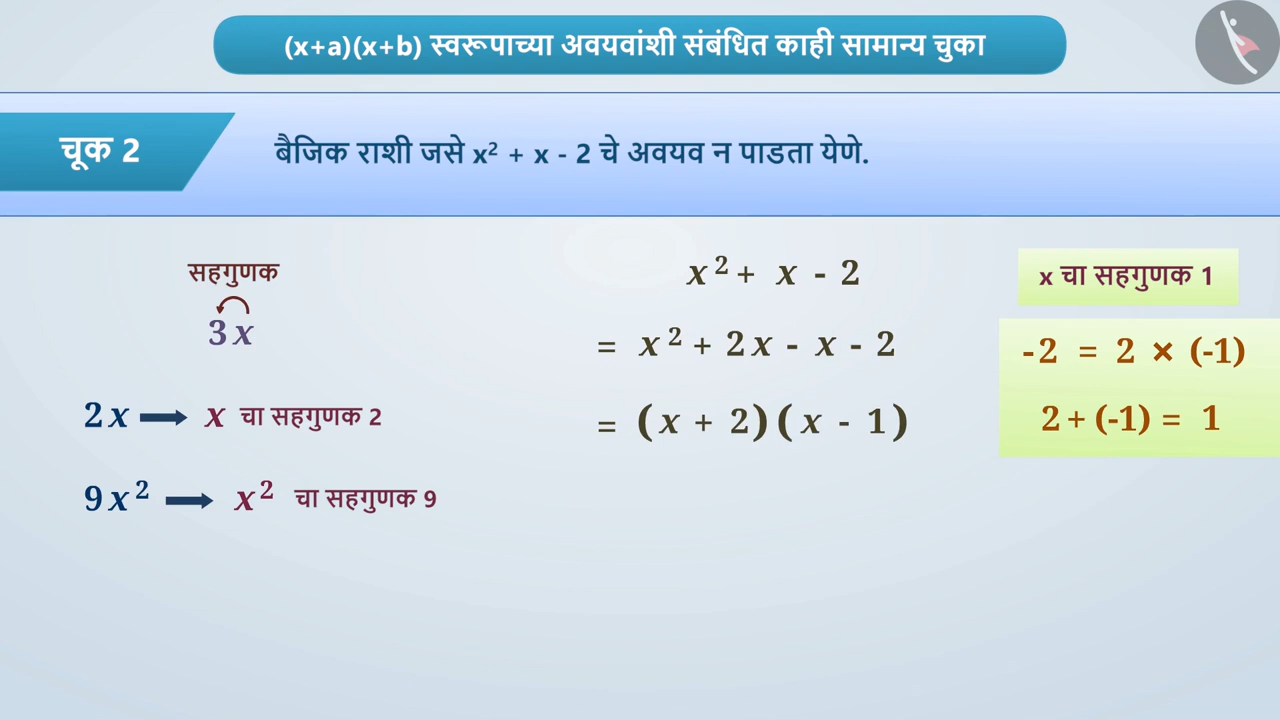 (x+a)(x+b) स्वरूपाच्या अवयवांशी संबंधित काही सामान्य चुका
चूक 2
बैजिक राशी जसे x² + x - 2 चे अवयव न पाडता येणे.
सहगुणक
3x
2x → x चा सहगुणक 2
9x² → x² चा सहगुणक 9
x² + x - 2
= x² + 2x - x - 2
= (x + 2)(x - 1)
x चा सहगुणक 1
-2 = 2 × (-1)
2 + (-1) = 1